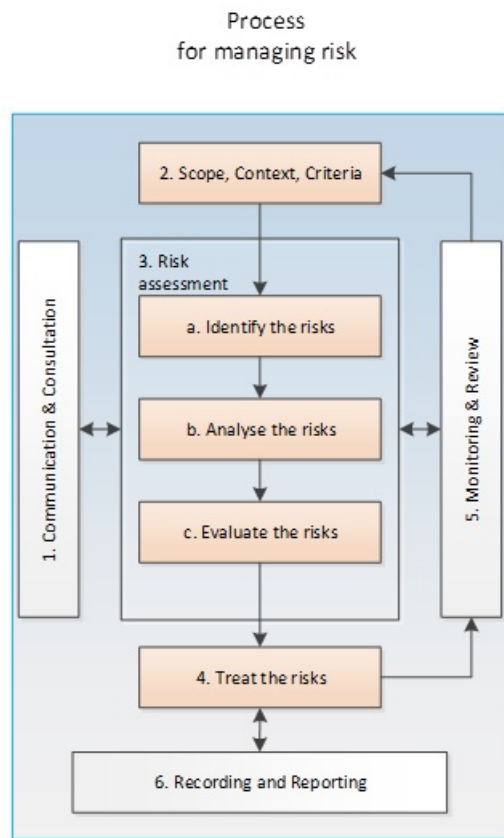 Process
for managing risk
2. Scope, Context, Criteria
3. Risk
assessment
a. Identify the risks
b. Analyse the risks
c. Evaluate the risks
1. Communication & Consultation
5. Monitoring & Review
4. Treat the risks
6. Recording and Reporting